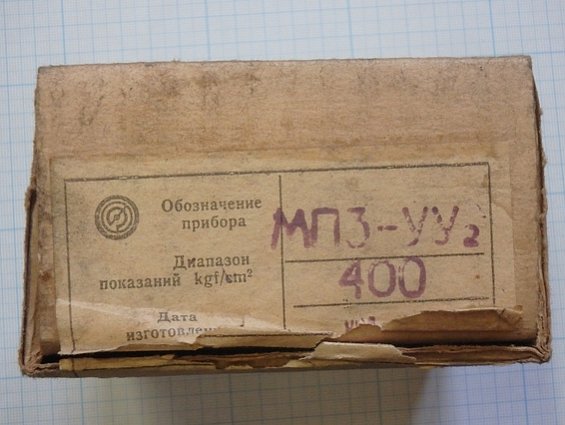 Обозначение
прибора
МПЗ-УУ₂
Диапазон
показаний kgf/cm²
400
Дата